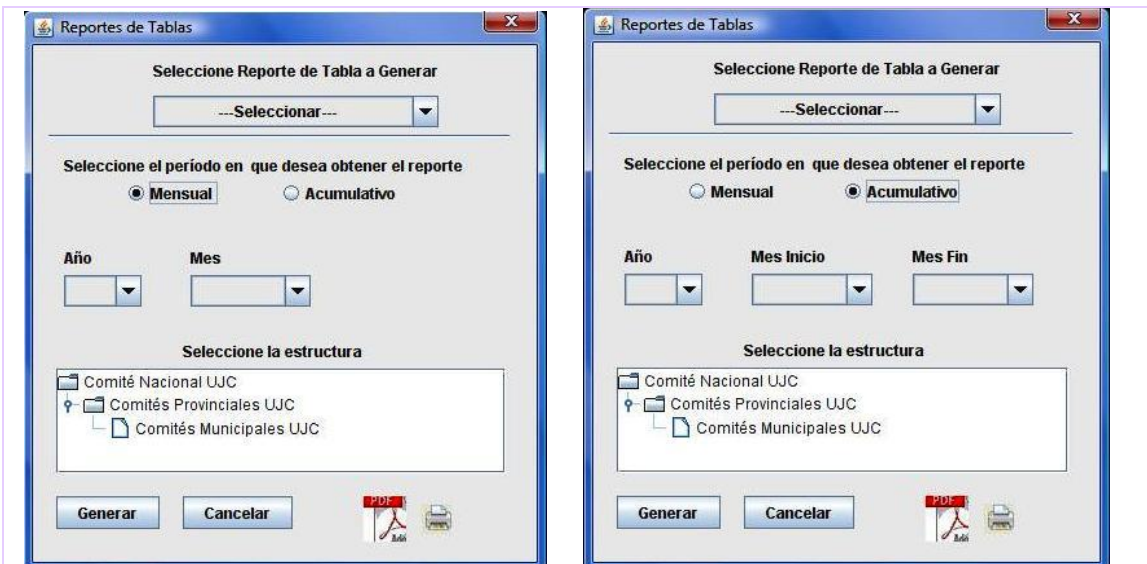 Reportes de Tablas
Seleccione Reporte de Tabla a Generar
---Seleccionar---
Seleccione el período en que desea obtener el reporte
Mensual Acumulativo
Año Mes
Seleccione la estructura
Comité Nacional UJC
Comités Provinciales UJC
Comités Municipales UJC
Generar Cancelar
PDF
Reportes de Tablas
Seleccione Reporte de Tabla a Generar
---Seleccionar---
Seleccione el período en que desea obtener el reporte
Mensual Acumulativo
Año Mes Inicio Mes Fin
Seleccione la estructura
Comité Nacional UJC
Comités Provinciales UJC
Comités Municipales UJC
Generar Cancelar
PDF